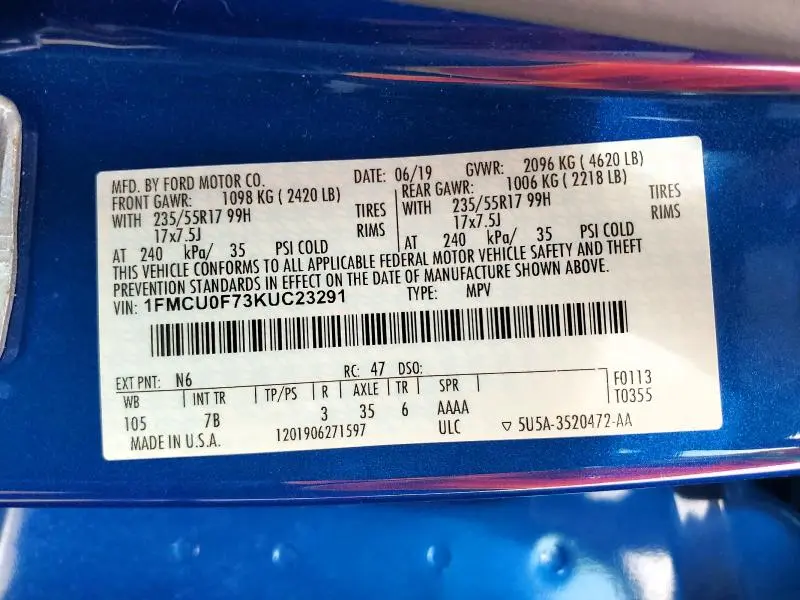 MFD. BY FORD MOTOR CO. DATE: 06/19 GVWR: 2096 KG ( 4620 LB)
FRONT GAWR: 1098 KG ( 2420 LB) REAR GAWR: 1006 KG ( 2218 LB)
WITH 235/55R17 99H TIRES WITH 235/55R17 99H TIRES
17x7.5J RIMS 17x7.5J RIMS
AT 240 kPa/ 35 PSI COLD AT 240 kPa/ 35 PSI COLD
THIS VEHICLE CONFORMS TO ALL APPLICABLE FEDERAL MOTOR VEHICLE SAFETY AND THEFT
PREVENTION STANDARDS IN EFFECT ON THE DATE OF MANUFACTURE SHOWN ABOVE.
VIN: 1FMCU0F73KUC23291 TYPE: MPV
EXT PNT: N6 RC: 47 DSO:
WB INT TR TP/PS R AXLE TR SPR F0113
105 7B 3 35 6 AAAA T0355
MADE IN U.S.A. 1201906271597 ULC ▽ 5U5A-3520472-AA